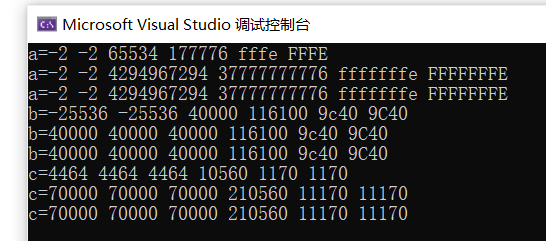 Microsoft Visual Studio 调试控制台
a=-2 -2 65534 177776 fffe FFFE
a=-2 -2 4294967294 37777777776 fffffffe FFFFFFFE
a=-2 -2 4294967294 37777777776 fffffffe FFFFFFFE
b=-25536 -25536 40000 116100 9c40 9C40
b=40000 40000 40000 116100 9c40 9C40
b=40000 40000 40000 116100 9c40 9C40
c=4464 4464 4464 10560 1170 1170
c=70000 70000 70000 210560 11170 11170
c=70000 70000 70000 210560 11170 11170